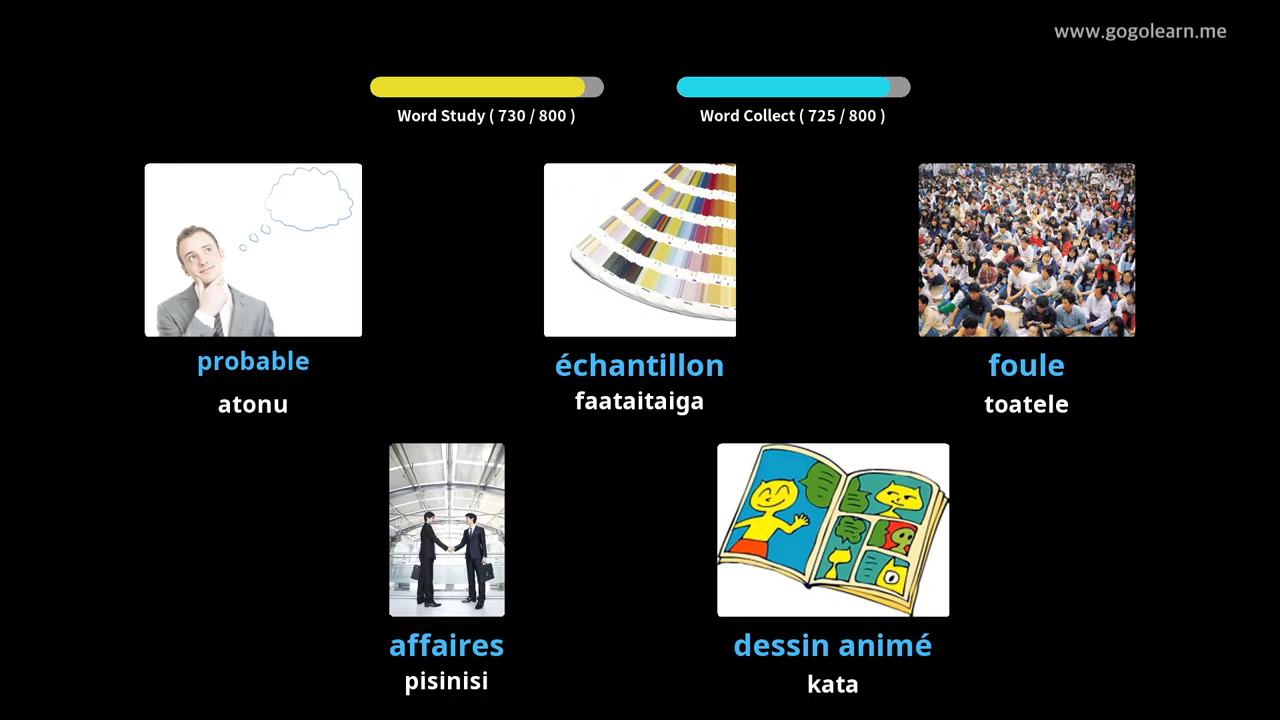 www.gogolearn.me
Word Study ( 730 / 800 )
Word Collect ( 725 / 800 )
probable
atonu
échantillon
faataitaiga
foule
toatele
affaires
pisinisi
dessin animé
kata